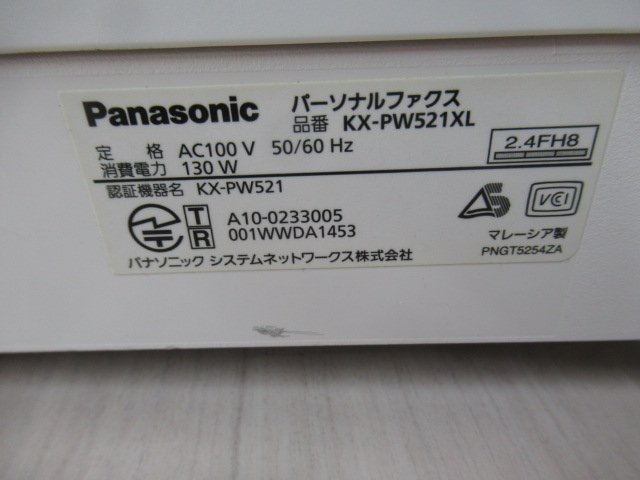 Panasonic パーソナルファクス
品番 KX-PW521XL
定 格 AC100 V 50/60 Hz
2.4FH8
消費電力 130 W
認証機器名 KX-PW521
T A10-0233005
R 001WWDA1453
VCI
マレーシア製
パナソニック システムネットワークス株式会社
PNGT5254ZA